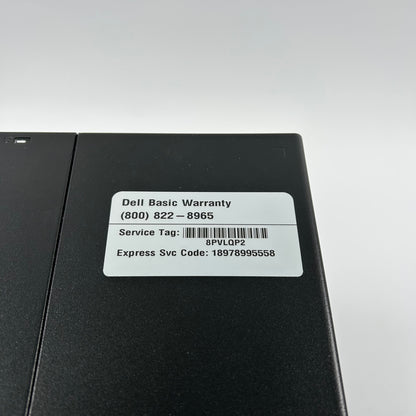 Dell Basic Warranty
(800) 822-8965
Service Tag:
8PVLQP2
Express Svc Code: 18978995558